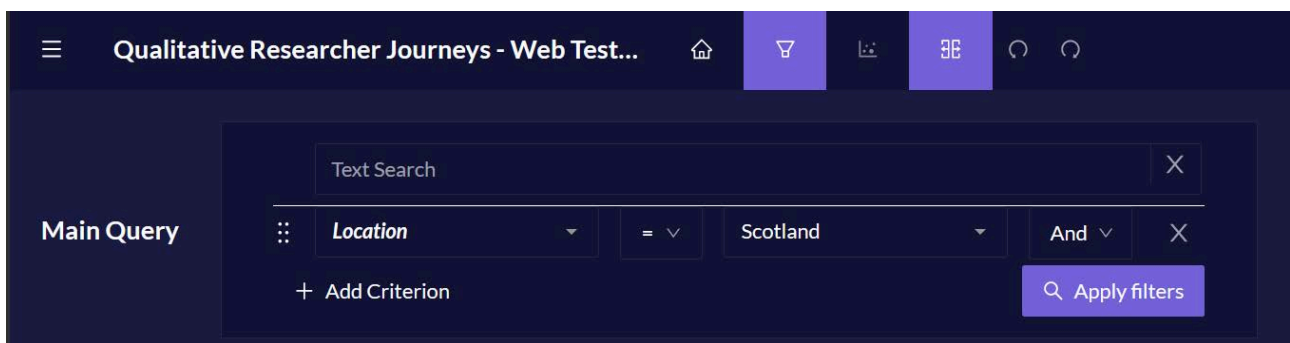 Qualitative Researcher Journeys - Web Test...
Text Search
Main Query
Location = Scotland And
+ Add Criterion
Apply filters